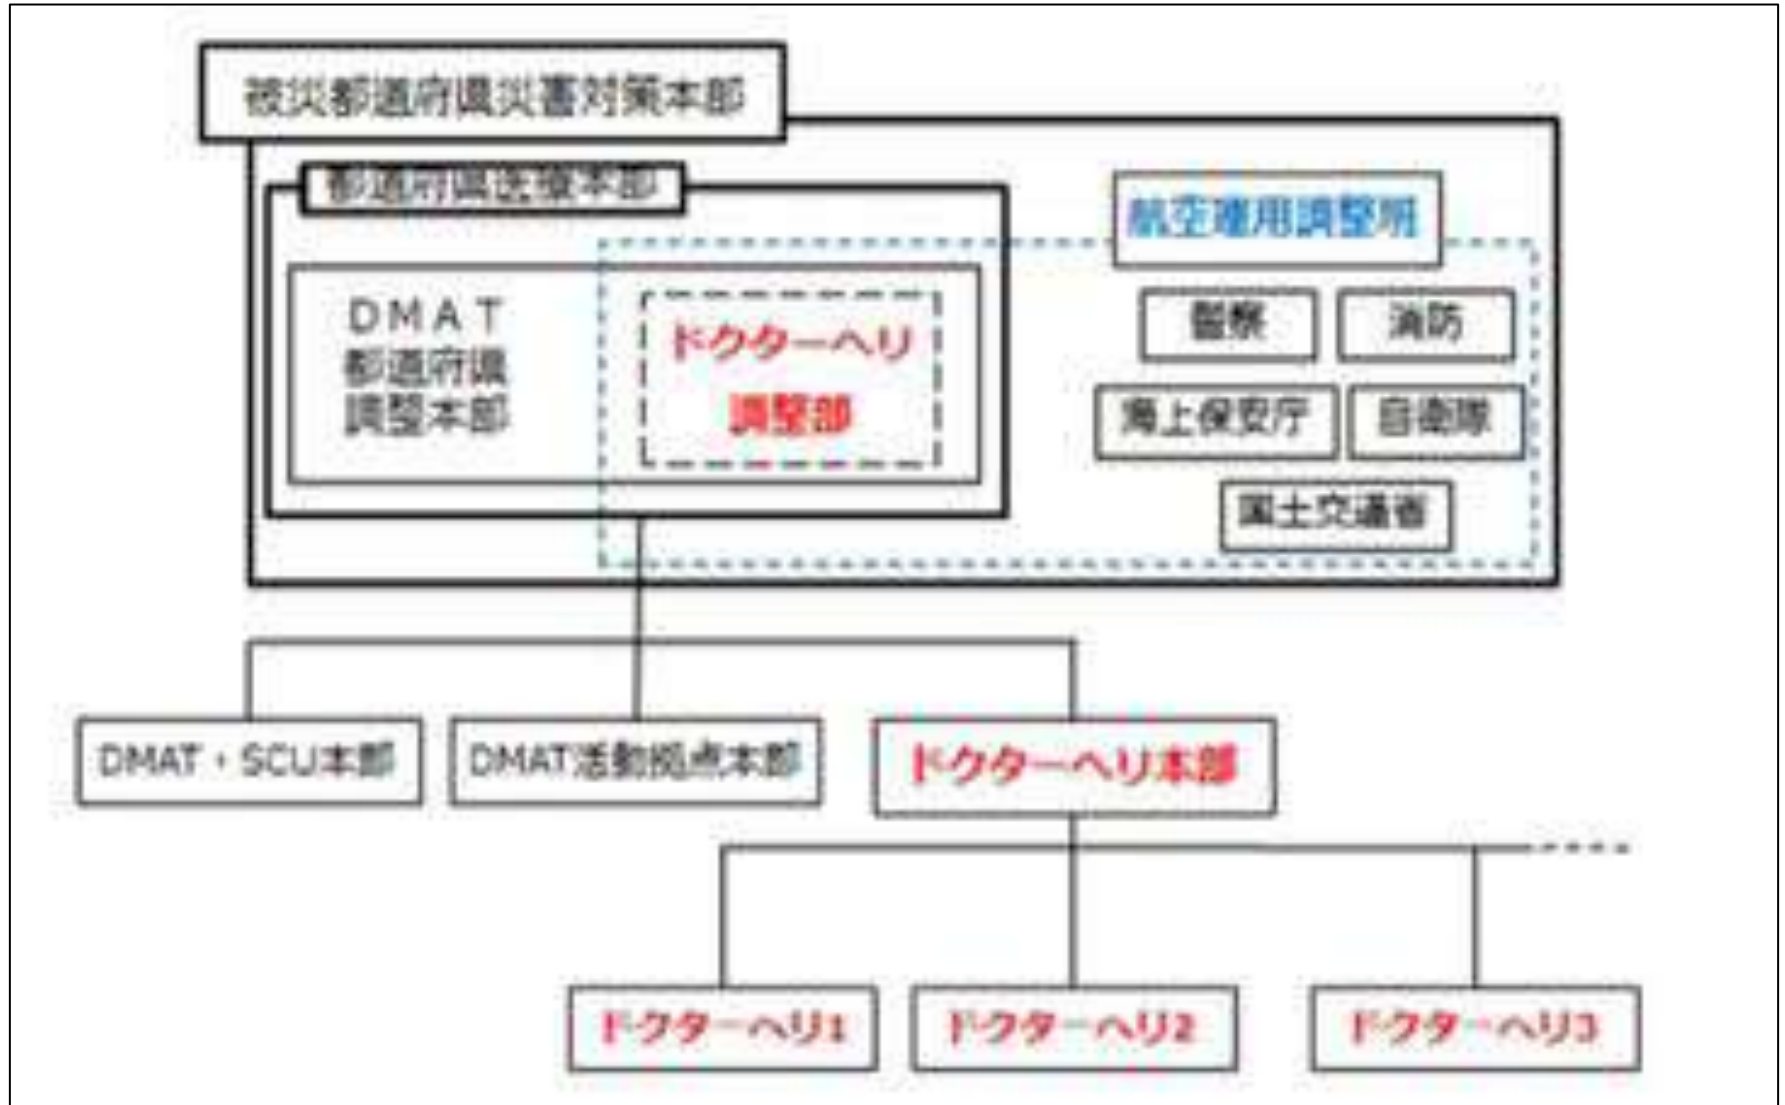 被災都道府県災害対策本部
都道府県医療本部
航空運用調整班
DMAT
都道府県
調整本部
ドクターヘリ
調整部
警察
消防
海上保安庁
自衛隊
国土交通省
DMAT・SCU本部
DMAT活動拠点本部
ドクターヘリ本部
ドクターヘリ1
ドクターヘリ2
ドクターヘリ3